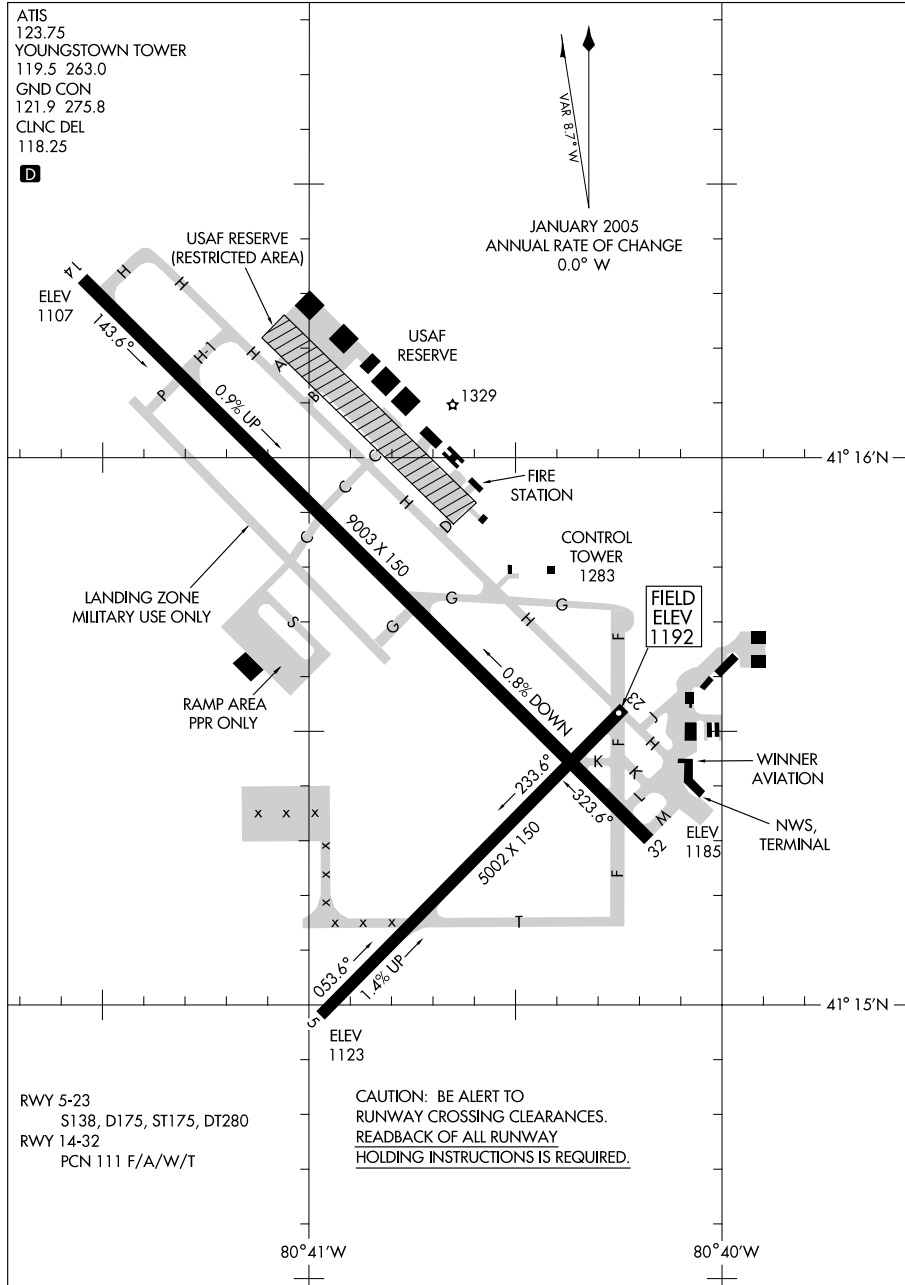 ATIS
123.75
YOUNGSTOWN TOWER
119.5 263.0
GND CON
121.9 275.8
CLNC DEL
118.25
D
VAR 8.7° W
JANUARY 2005
ANNUAL RATE OF CHANGE
0.0° W
USAF RESERVE
(RESTRICTED AREA)
14
H
H
ELEV
1107
143.6°
USAF
RESERVE
H-1
H
A
P
B
0.9% UP
1329
C
41° 16'N
C
FIRE
STATION
H
D
9003 X 150
C
CONTROL
TOWER
1283
LANDING ZONE
MILITARY USE ONLY
G
G
FIELD
ELEV
1192
S
G
H
F
0.8% DOWN
RAMP AREA
PPR ONLY
23
J
F
H
K
K
WINNER
AVIATION
233.6°
323.6°
L
x x x
M
NWS,
TERMINAL
ELEV
1185
32
5002 X 150
x
x
F
x
x x x
T
053.6°
1.4% UP
5
41° 15'N
ELEV
1123
RWY 5-23
S138, D175, ST175, DT280
RWY 14-32
PCN 111 F/A/W/T
CAUTION: BE ALERT TO
RUNWAY CROSSING CLEARANCES.
READBACK OF ALL RUNWAY
HOLDING INSTRUCTIONS IS REQUIRED.
80°41'W
80°40'W